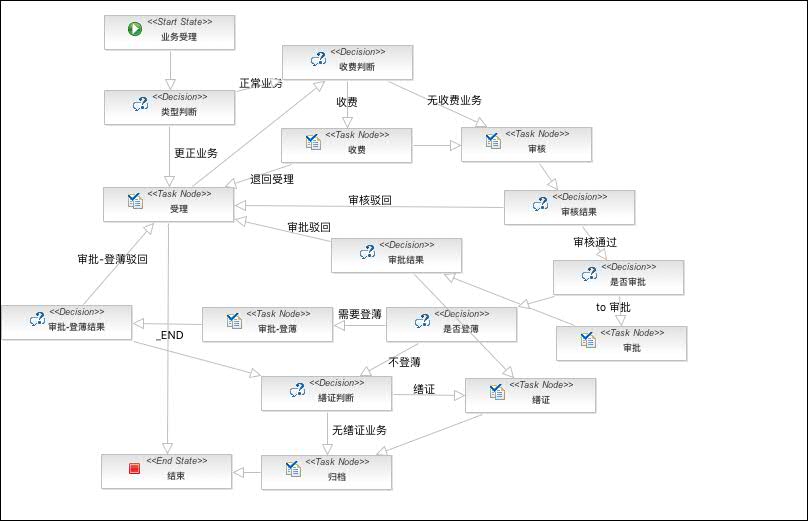 <<Start State>>
业务受理
<<Decision>>
收费判断
正常业务
<<Decision>>
类型判断
收费
无收费业务
<<Task Node>>
收费
<<Task Node>>
审核
更正业务
退回受理
<<Task Node>>
受理
审核驳回
<<Decision>>
审核结果
审批驳回
审核通过
<<Decision>>
审批结果
审批-登薄驳回
<<Decision>>
是否审批
to 审批
<<Decision>>
审批-登薄结果
<<Task Node>>
审批-登薄
需要登薄
<<Decision>>
是否登薄
<<Task Node>>
审批
_END
不登薄
<<Decision>>
缮证判断
缮证
<<Task Node>>
缮证
无缮证业务
<<End State>>
结束
<<Task Node>>
归档